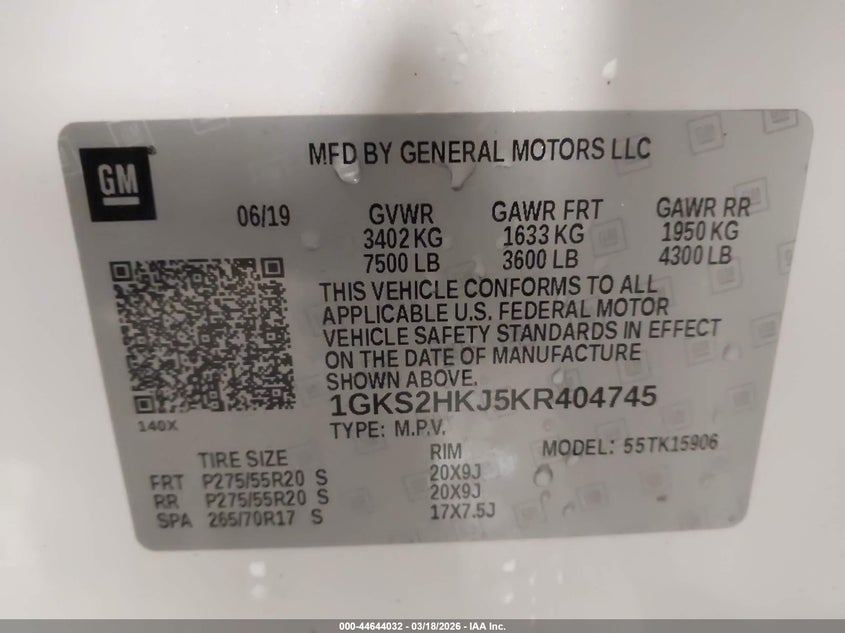 MFD BY GENERAL MOTORS LLC
GM
06/19 GVWR GAWR FRT GAWR RR
3402 KG 1633 KG 1950 KG
7500 LB 3600 LB 4300 LB
THIS VEHICLE CONFORMS TO ALL
APPLICABLE U.S. FEDERAL MOTOR
VEHICLE SAFETY STANDARDS IN EFFECT
ON THE DATE OF MANUFACTURE
SHOWN ABOVE.
1GKS2HKJ5KR404745
140X
TYPE: M.P.V. MODEL: 55TK15906
TIRE SIZE RIM
FRT P275/55R20 S 20X9J
RR P275/55R20 S 20X9J
SPA 265/70R17 S 17X7.5J
000-44644032 - 03/18/2026 - IAA Inc.